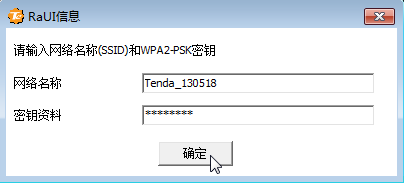 RaUI信息
请输入网络名称(SSID)和WPA2-PSK密钥
网络名称 Tenda_130518
密钥资料 ********
确定